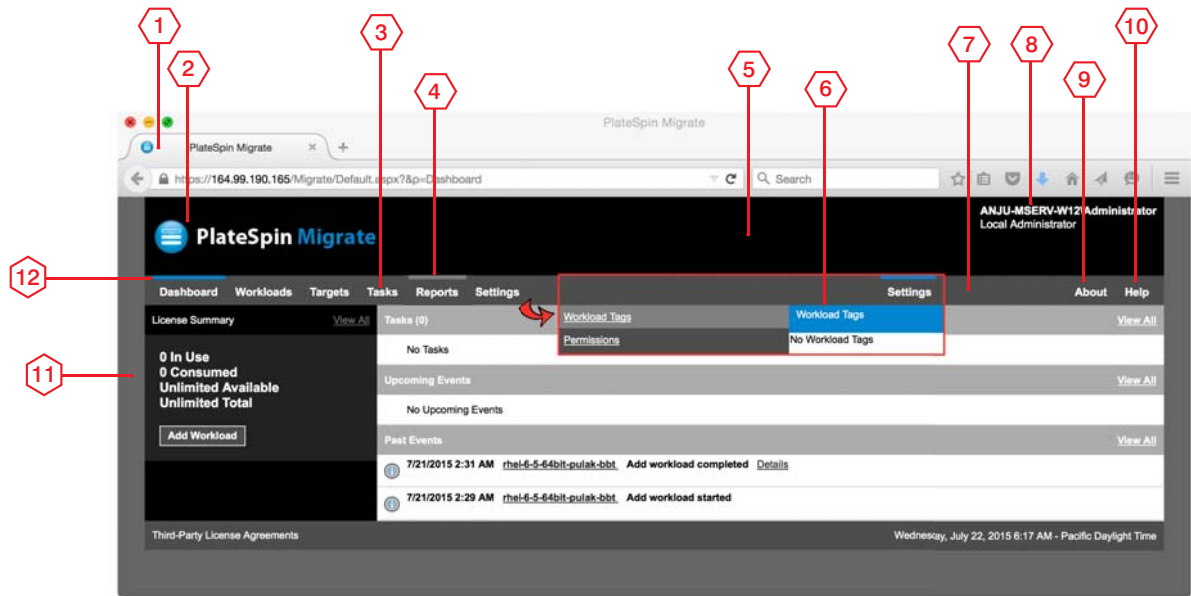 1
2
3
4
5
6
7
8
9
10
11
12
PlateSpin Migrate
PlateSpin Migrate × +
https://164.99.190.165/Migrate/Default.aspx?&p=Dashboard
Search
ANJU-MSERV-W12\Administrator
Local Administrator
PlateSpin Migrate
Dashboard Workloads Targets Tasks Reports Settings Settings About Help
License Summary View All
0 In Use
0 Consumed
Unlimited Available
Unlimited Total
Add Workload
Tasks (0) View All
No Tasks
Workload Tags
Permissions
Workload Tags
No Workload Tags
Upcoming Events View All
No Upcoming Events
Past Events View All
7/21/2015 2:31 AM rhel-6-5-64bit-pulak-bbt Add workload completed Details
7/21/2015 2:29 AM rhel-6-5-64bit-pulak-bbt Add workload started
Third-Party License Agreements
Wednesday, July 22, 2015 6:17 AM - Pacific Daylight Time